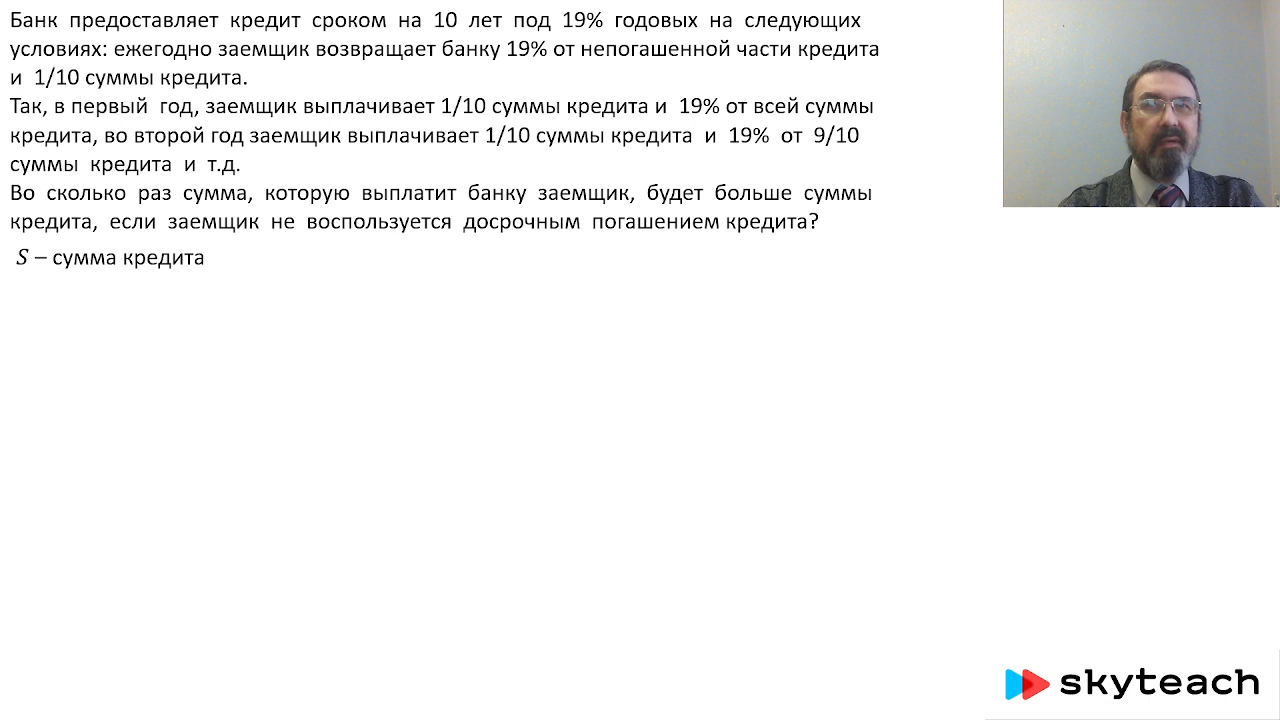 Банк предоставляет кредит сроком на 10 лет под 19% годовых на следующих
условиях: ежегодно заемщик возвращает банку 19% от непогашенной части кредита
и 1/10 суммы кредита.
Так, в первый год, заемщик выплачивает 1/10 суммы кредита и 19% от всей суммы
кредита, во второй год заемщик выплачивает 1/10 суммы кредита и 19% от 9/10
суммы кредита и т.д.
Во сколько раз сумма, которую выплатит банку заемщик, будет больше суммы
кредита, если заемщик не воспользуется досрочным погашением кредита?
S – сумма кредита
skyteach